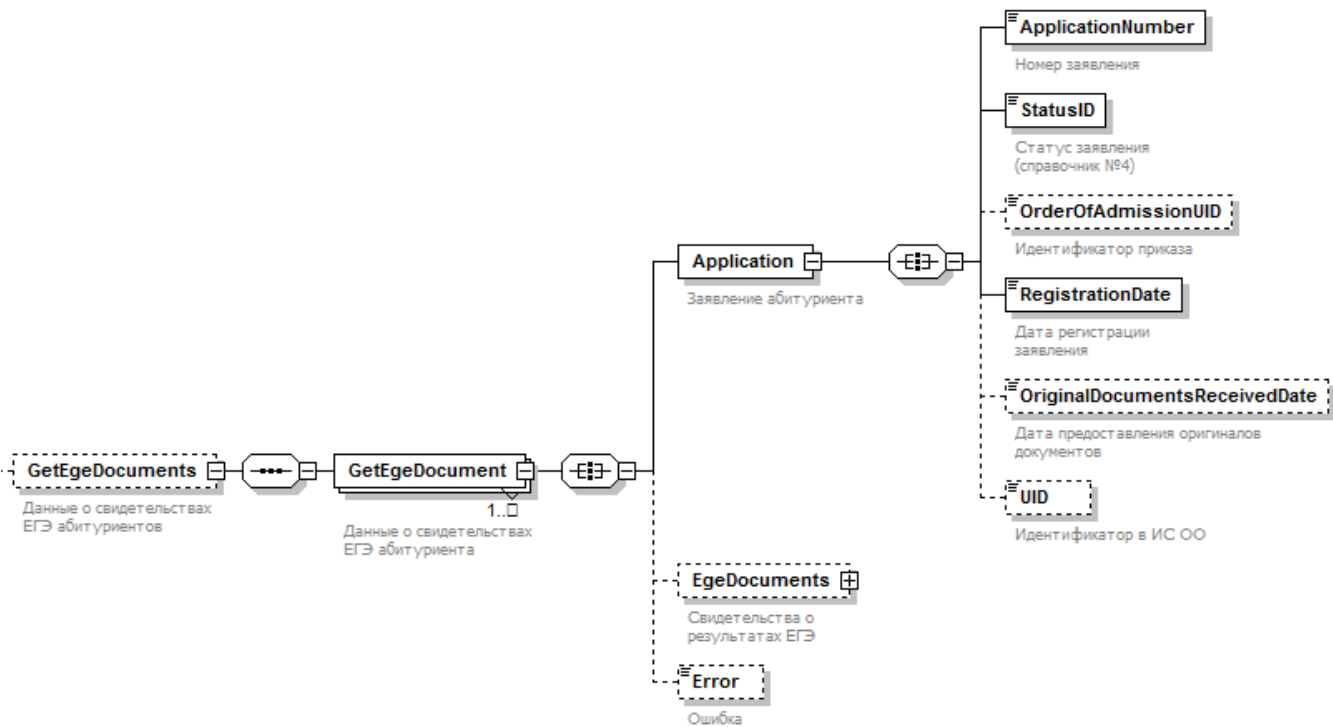 ApplicationNumber
Номер заявления
StatusID
Статус заявления
(справочник №4)
OrderOfAdmissionUID
Идентификатор приказа
Application
Заявление абитуриента
RegistrationDate
Дата регистрации
заявления
OriginalDocumentsReceivedDate
Дата предоставления оригиналов
документов
GetEgeDocuments
Данные о свидетельствах
ЕГЭ абитуриентов
GetEgeDocument
1..□
Данные о свидетельствах
ЕГЭ абитуриента
UID
Идентификатор в ИС ОО
EgeDocuments
Свидетельства о
результатах ЕГЭ
Error
Ошибка